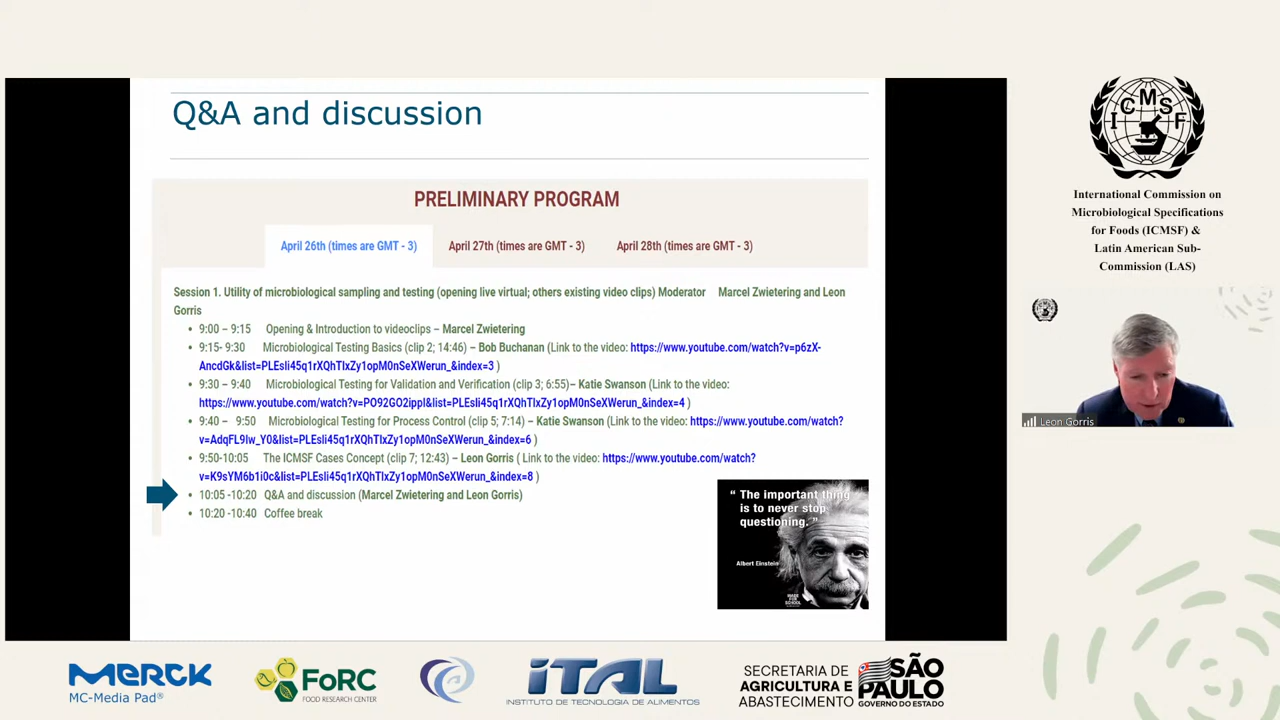 Q&A and discussion
PRELIMINARY PROGRAM
April 26th (times are GMT - 3)
April 27th (times are GMT - 3)
April 28th (times are GMT - 3)
Session 1. Utility of microbiological sampling and testing (opening live virtual; others existing video clips) Moderator Marcel Zwietering and Leon
Gorris
• 9:00 – 9:15 Opening & Introduction to videoclips – Marcel Zwietering
• 9:15- 9:30 Microbiological Testing Basics (clip 2; 14:46) – Bob Buchanan (Link to the video: https://www.youtube.com/watch?v=p6zX-
AncdGk&list=PLEsIi45q1rXQhTIxZy1opM0nSeXWerun_&index=3 )
• 9:30 – 9:40 Microbiological Testing for Validation and Verification (clip 3; 6:55)– Katie Swanson (Link to the video:
https://www.youtube.com/watch?v=PO92GO2ippI&list=PLEsIi45q1rXQhTIxZy1opM0nSeXWerun_&index=4 )
• 9:40 – 9:50 Microbiological Testing for Process Control (clip 5; 7:14) – Katie Swanson (Link to the video: https://www.youtube.com/watch?
v=AdqFL9Iw_Y0&list=PLEsIi45q1rXQhTIxZy1opM0nSeXWerun_&index=6 )
• 9:50-10:05 The ICMSF Cases Concept (clip 7; 12:43) – Leon Gorris ( Link to the video: https://www.youtube.com/watch?
v=K9sYM6b1i0c&list=PLEsIi45q1rXQhTIxZy1opM0nSeXWerun_&index=8 )
• 10:05 -10:20 Q&A and discussion (Marcel Zwietering and Leon Gorris)
• 10:20 -10:40 Coffee break
“ The important thing
is to never stop
questioning. ”
Albert Einstein
MADE
FOR
SCHOOL
ICMSF
International Commission on
Microbiological Specifications
for Foods (ICMSF) &
Latin American Sub-
Commission (LAS)
Leon Gorris
MERCK
MC-Media Pad®
FoRC
FOOD RESEARCH CENTER
iTAL
INSTITUTO DE TECNOLOGIA DE ALIMENTOS
SECRETARIA DE
AGRICULTURA E
ABASTECIMENTO
SÃO
PAULO
GOVERNO DO ESTADO